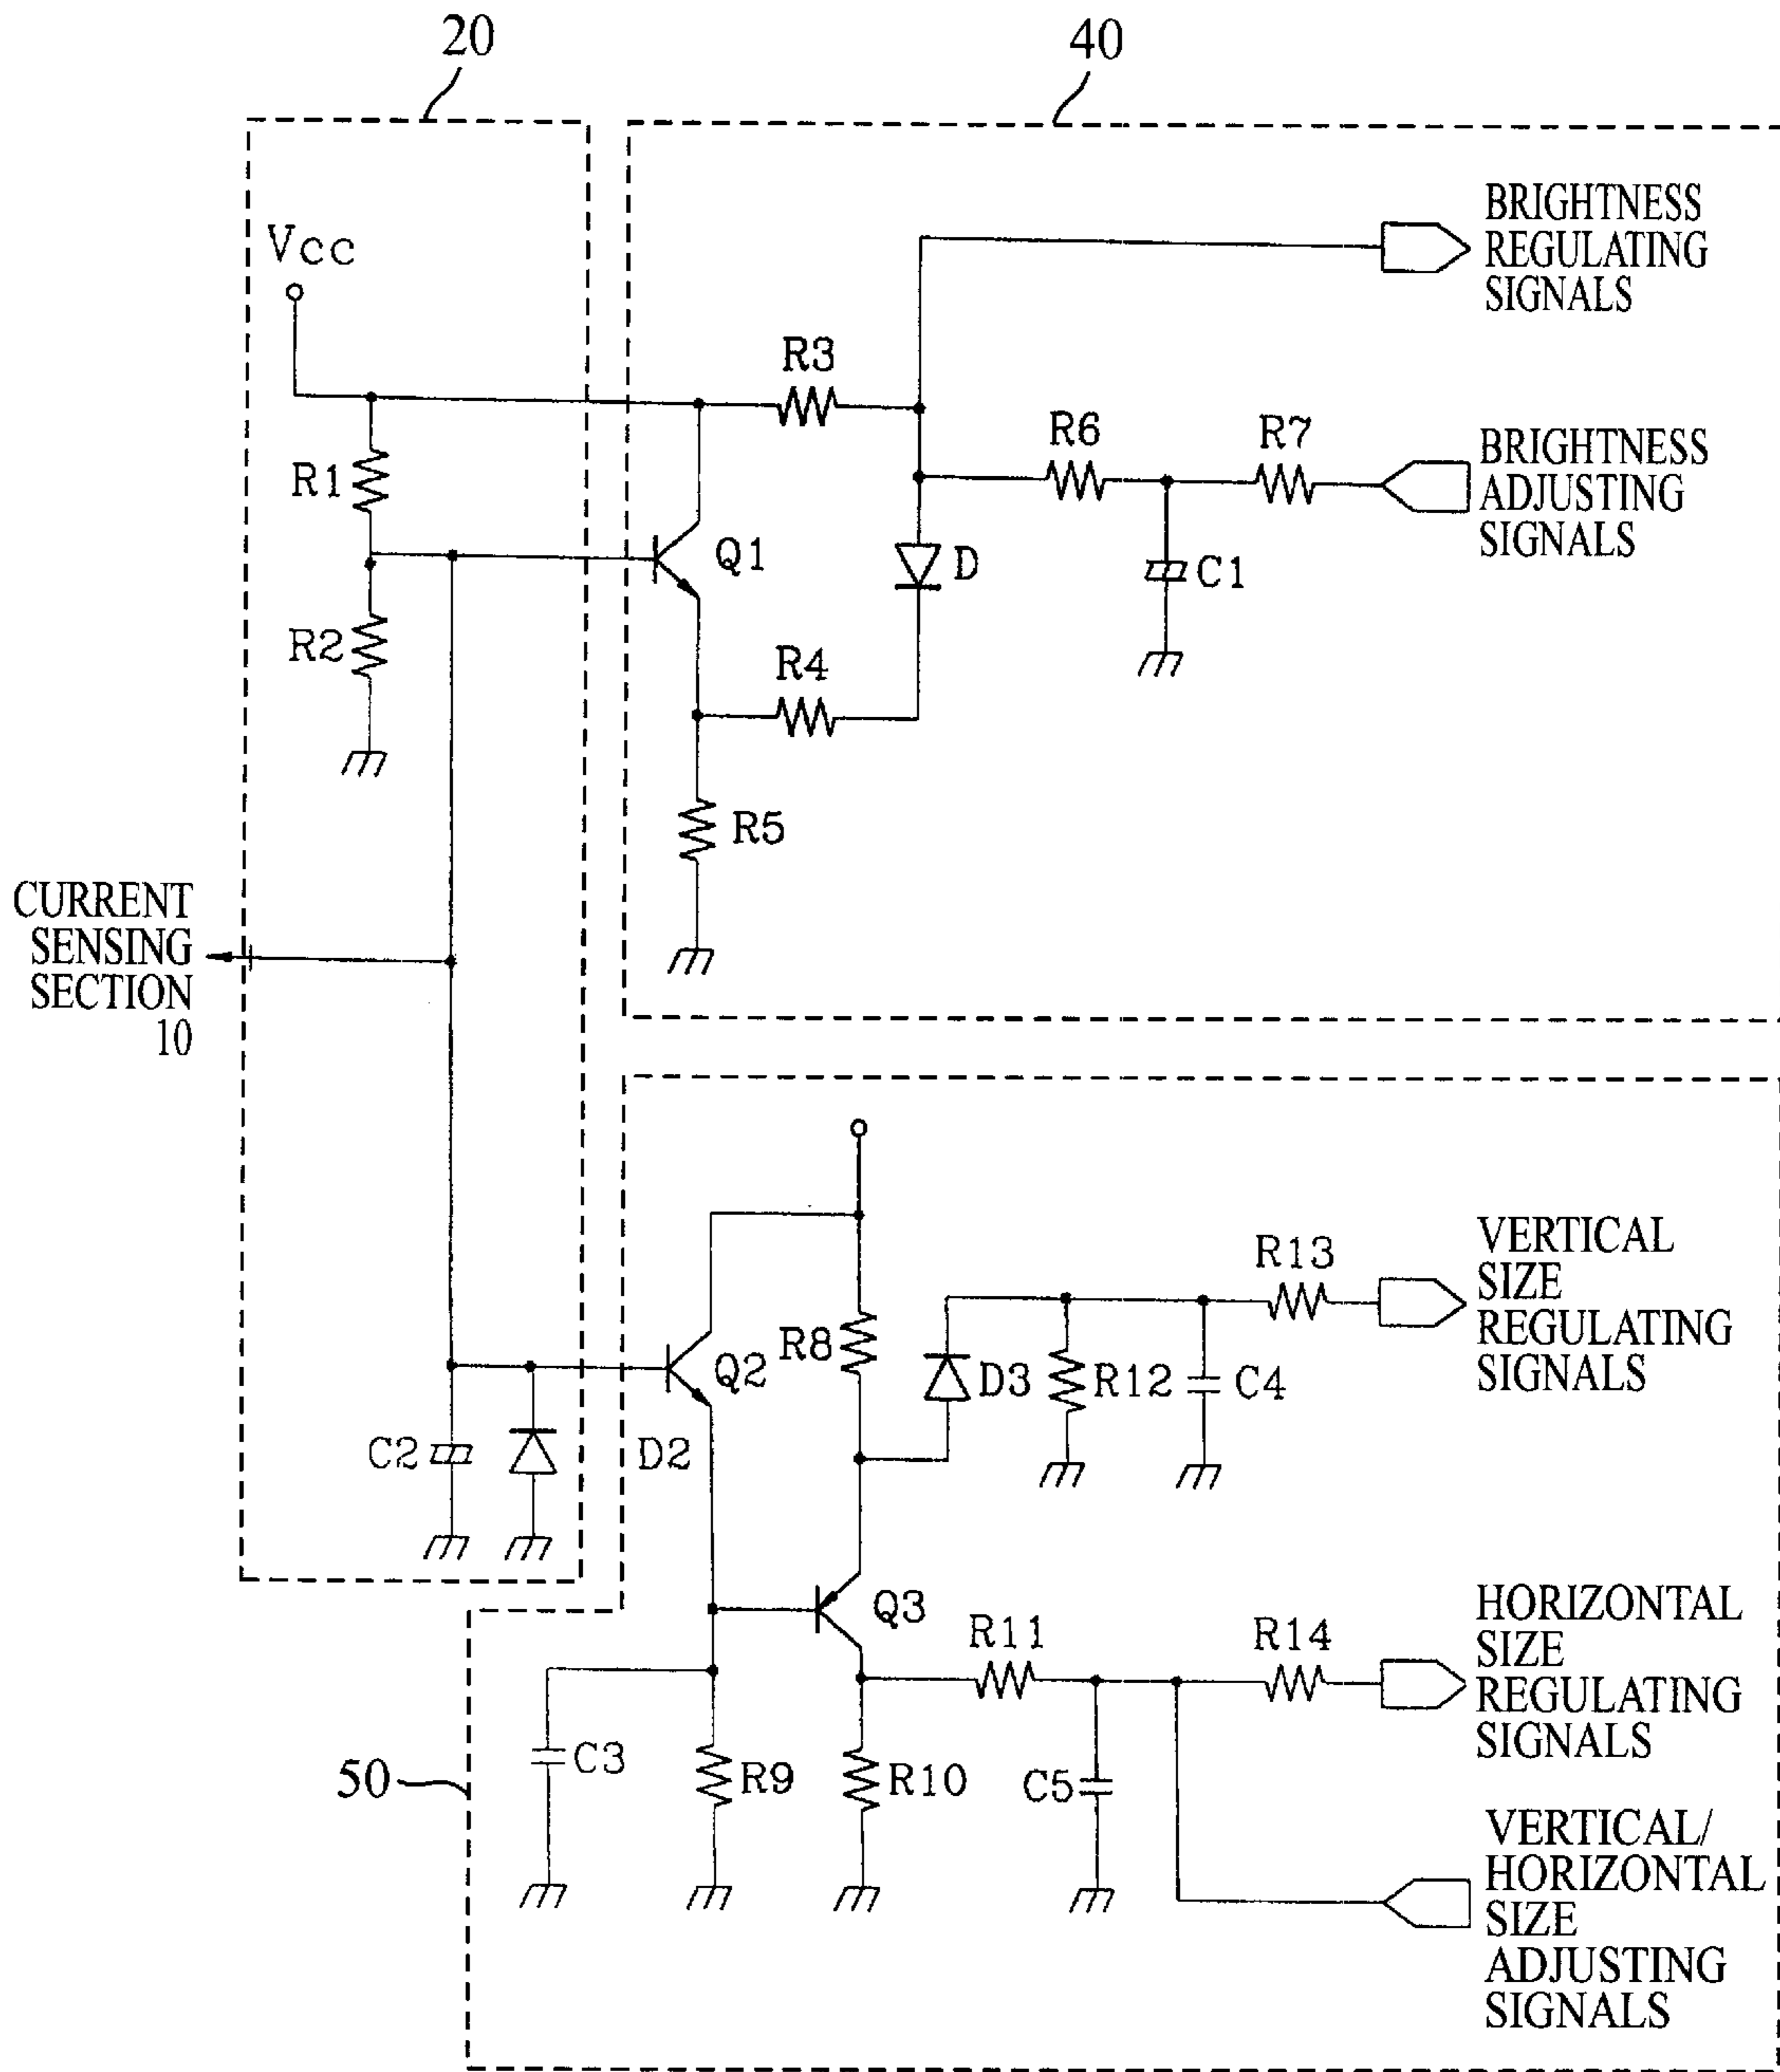 20
40
Vcc
BRIGHTNESS
REGULATING
SIGNALS
R3
R6
R7
BRIGHTNESS
ADJUSTING
SIGNALS
R1
Q1
D
C1
R2
R4
R5
CURRENT
SENSING
SECTION
10
R13
VERTICAL
SIZE
REGULATING
SIGNALS
R8
Q2
D3
R12
C4
C2
D2
Q3
R11
R14
HORIZONTAL
SIZE
REGULATING
SIGNALS
C3
R9
R10
C5
50
VERTICAL/
HORIZONTAL
SIZE
ADJUSTING
SIGNALS